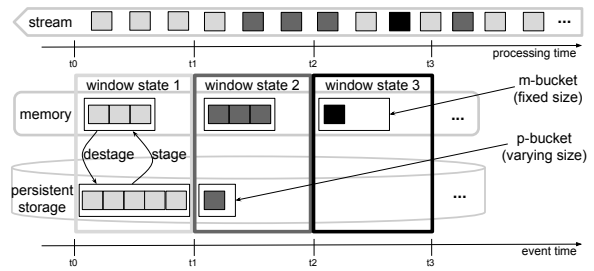 stream
...
t0 t1 t2 t3 processing time
window state 1 window state 2 window state 3
m-bucket
(fixed size)
memory
...
destage stage
p-bucket
(varying size)
persistent
storage
...
t0 t1 t2 t3 event time